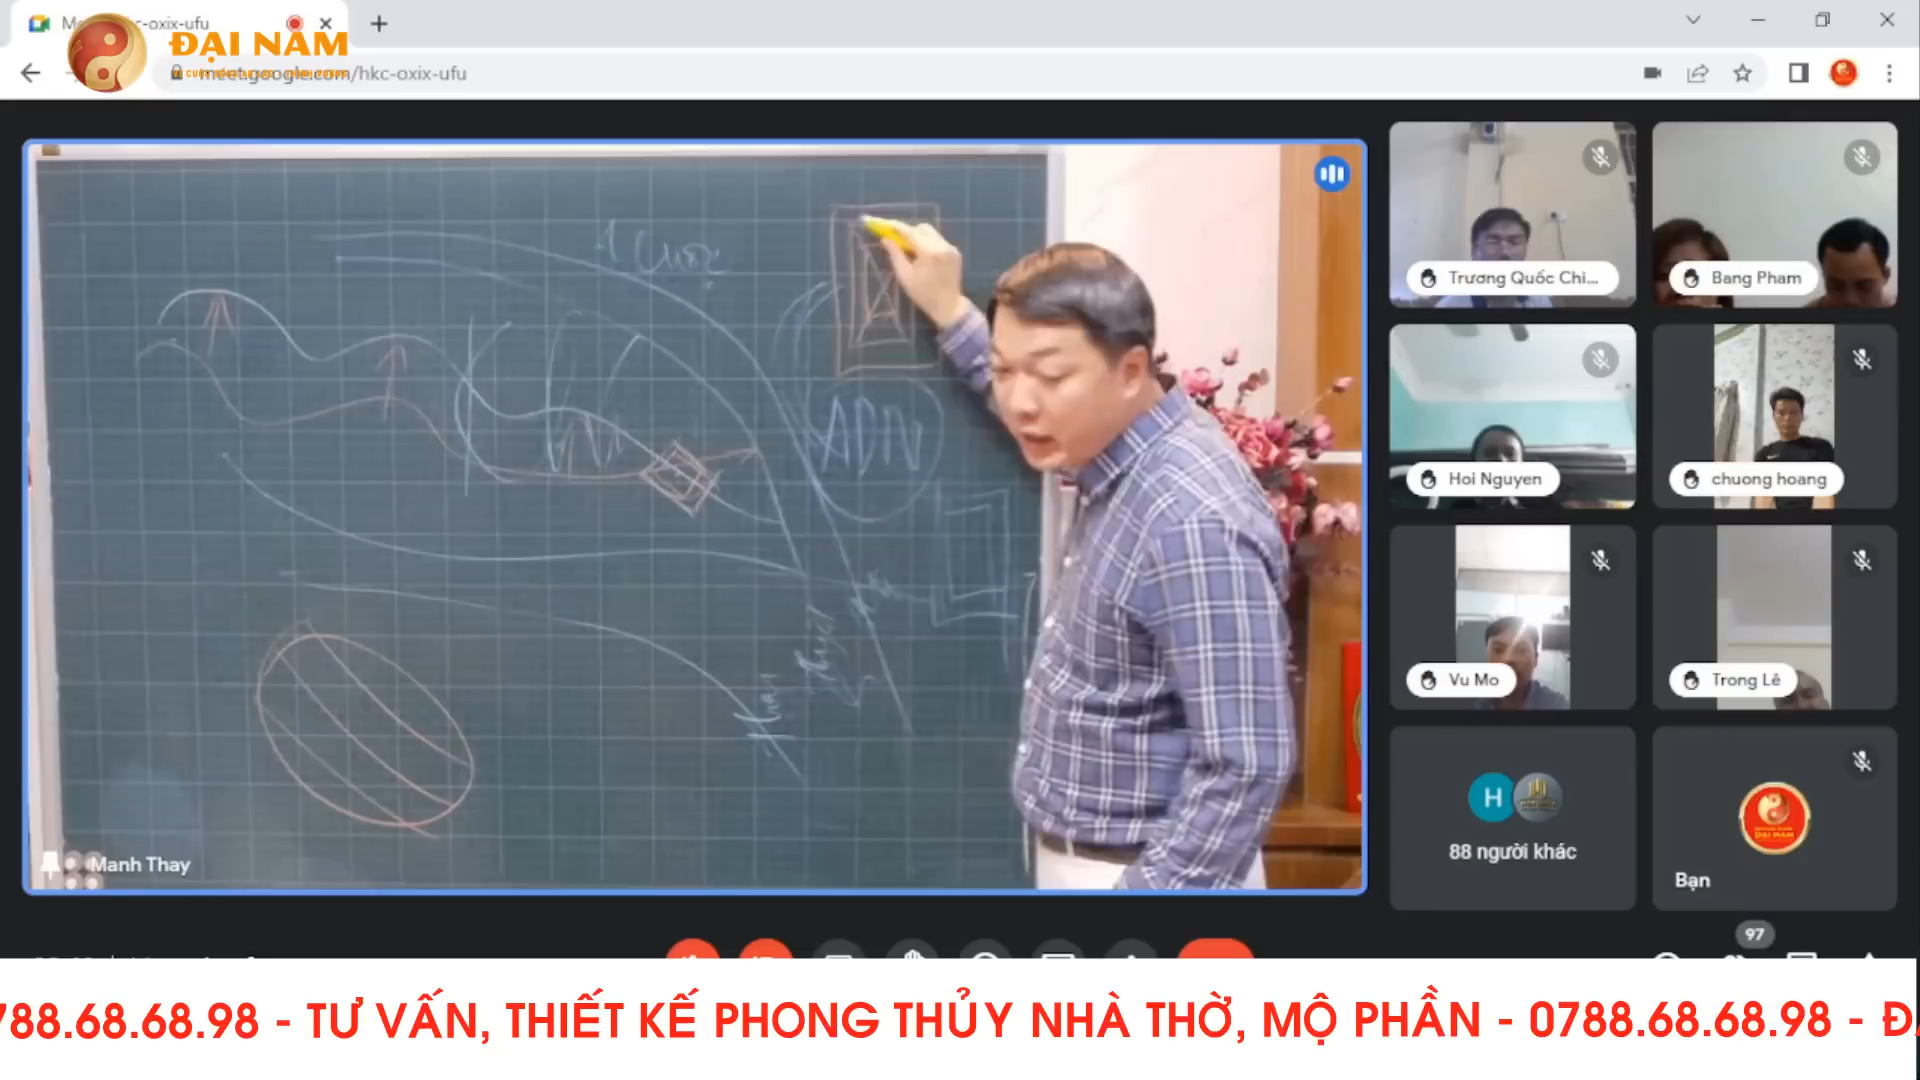 ĐẠI NAM
meet.google.com/hkc-oxix-ufu
ADN
Manh Thay
Trương Quốc Chi...
Bang Pham
Hoi Nguyen
chuong hoang
Vu Mo
Trong Lê
H
88 người khác
Bạn
97
788.68.68.98 - TƯ VẤN, THIẾT KẾ PHONG THỦY NHÀ THỜ, MỘ PHẦN - 0788.68.68.98 - Đ